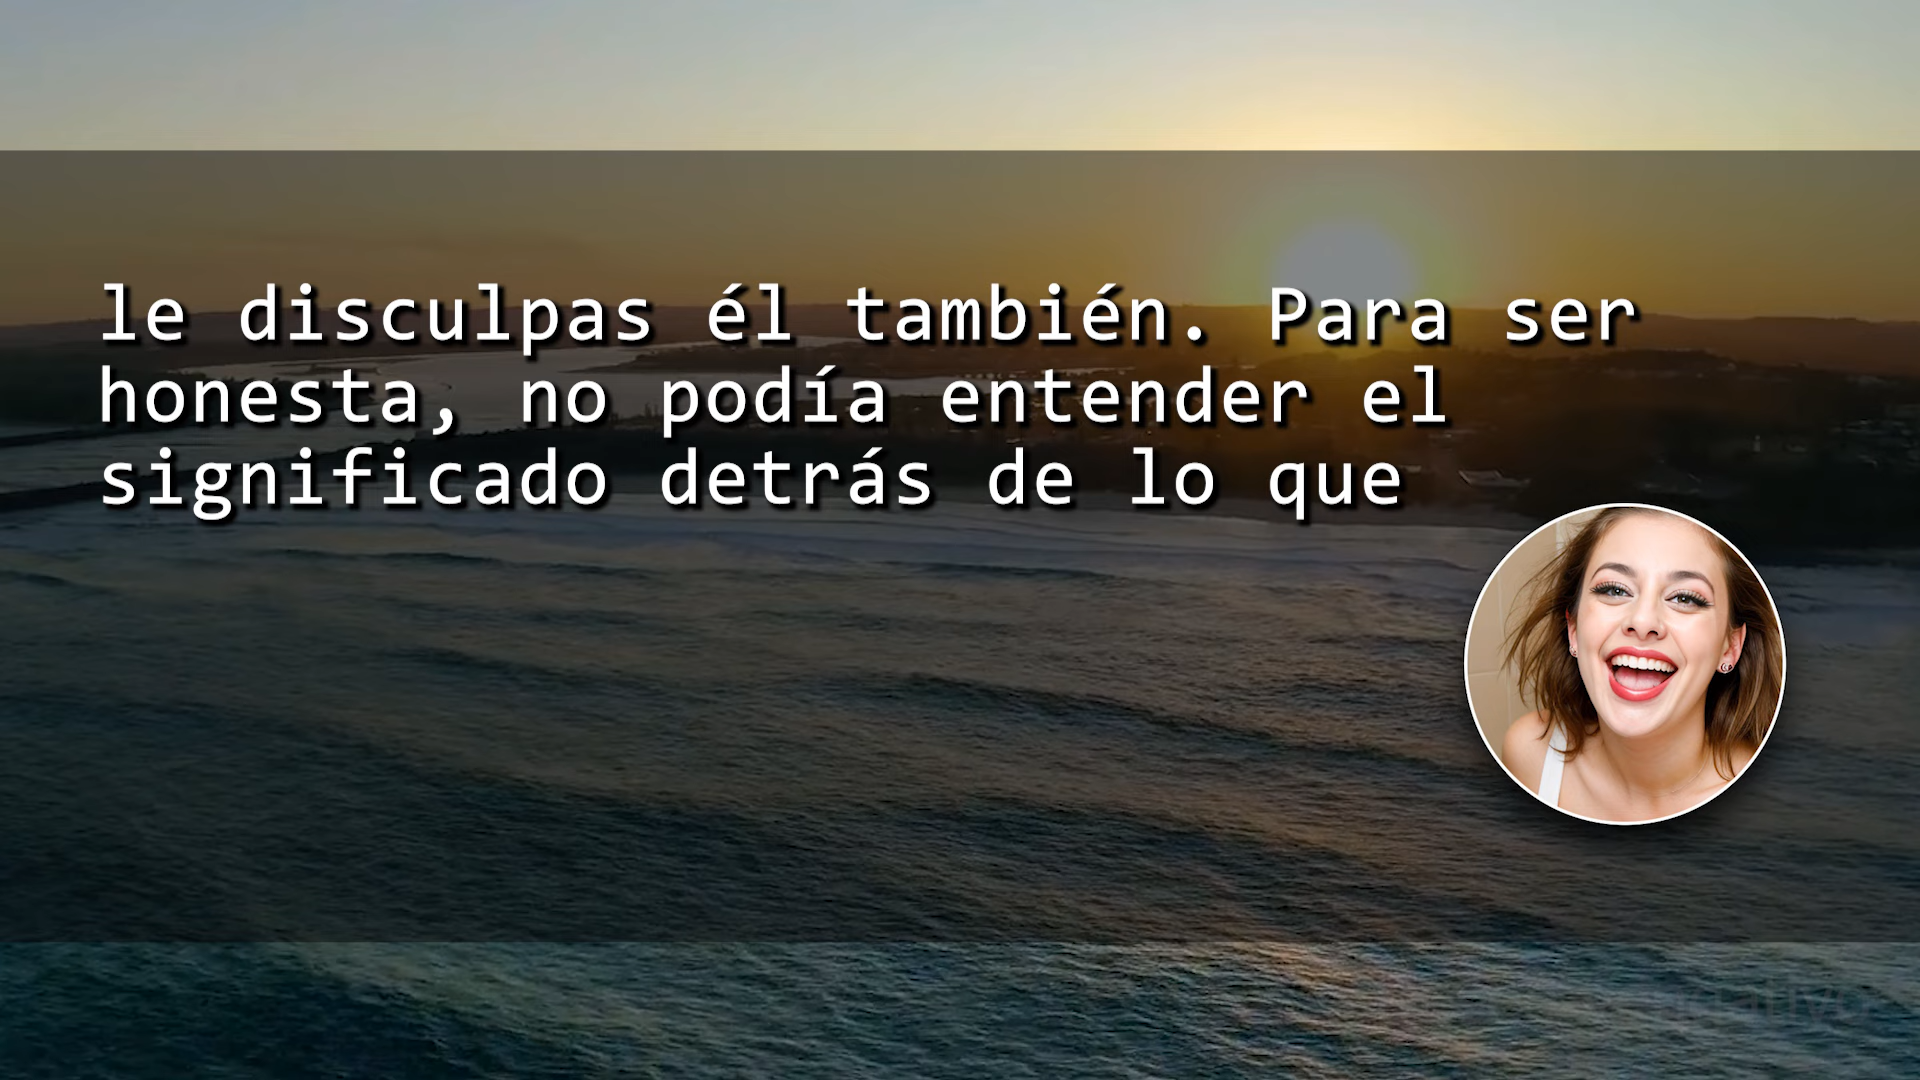 le disculpas él también. Para ser
honesta, no podía entender el
significado detrás de lo que